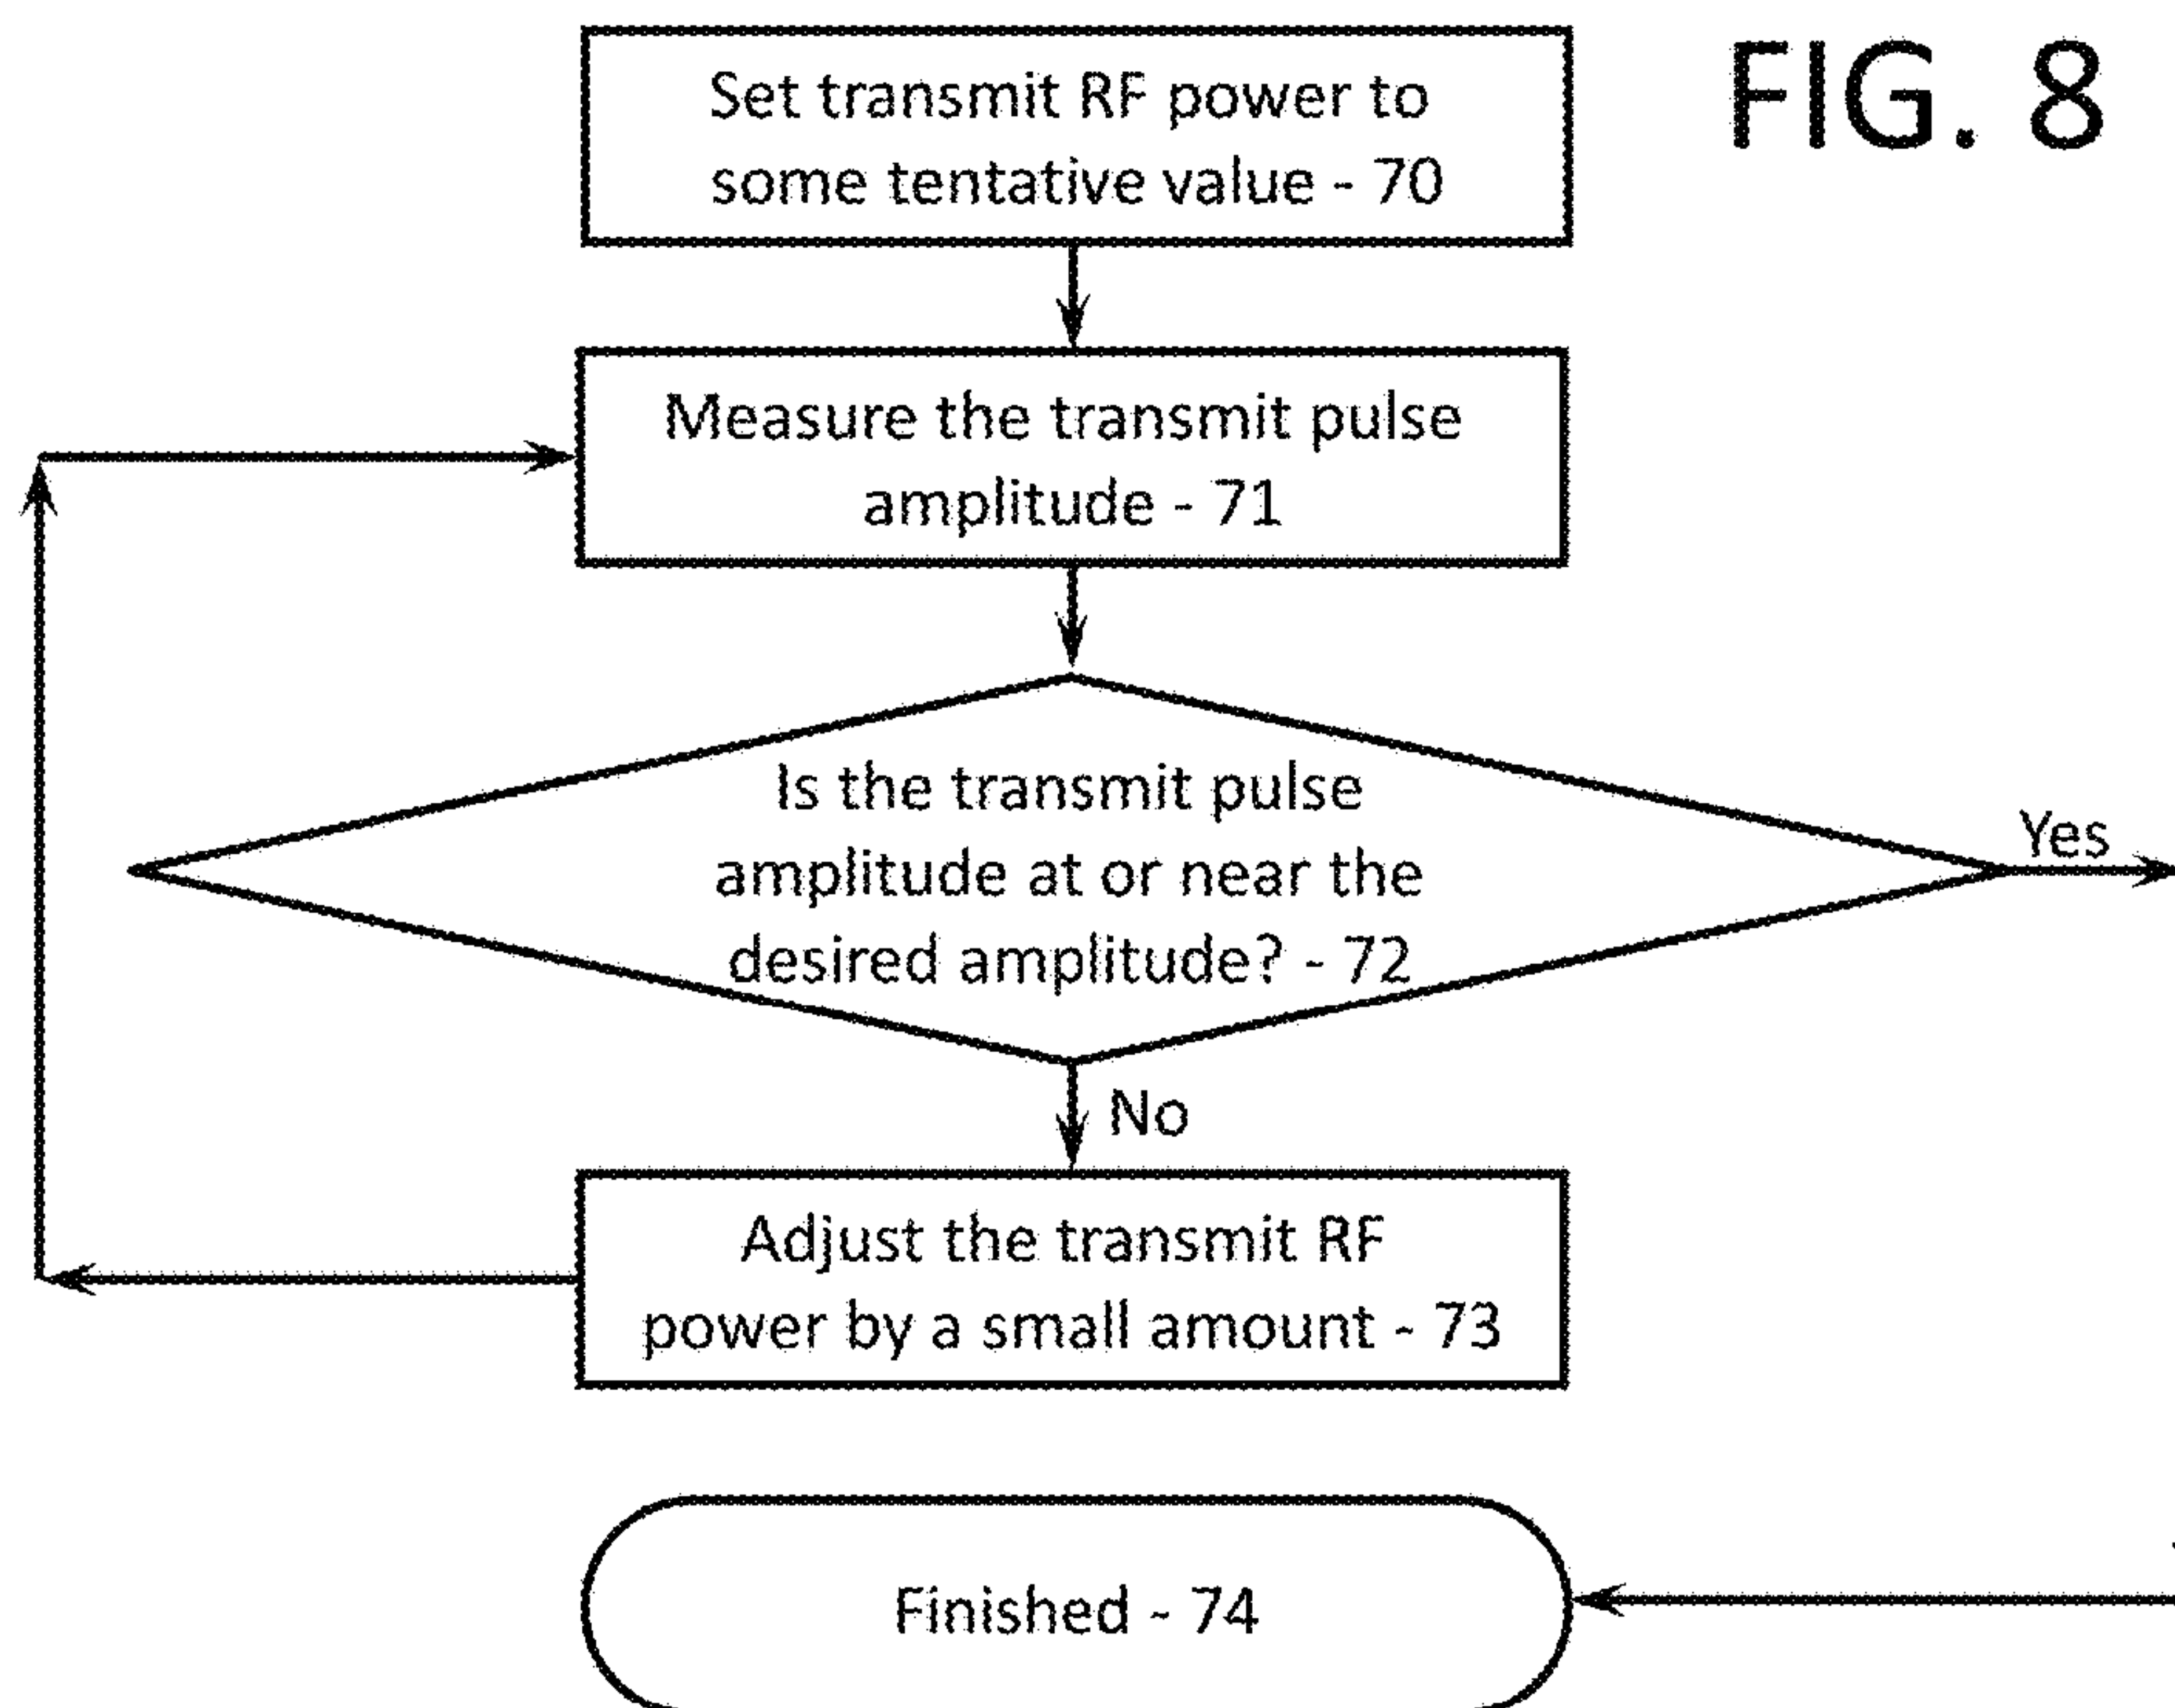 FIG. 8
Set transmit RF power to
some tentative value - 70
Measure the transmit pulse
amplitude - 71
Is the transmit pulse
amplitude at or near the
desired amplitude? - 72
Yes
No
Adjust the transmit RF
power by a small amount - 73
Finished - 74